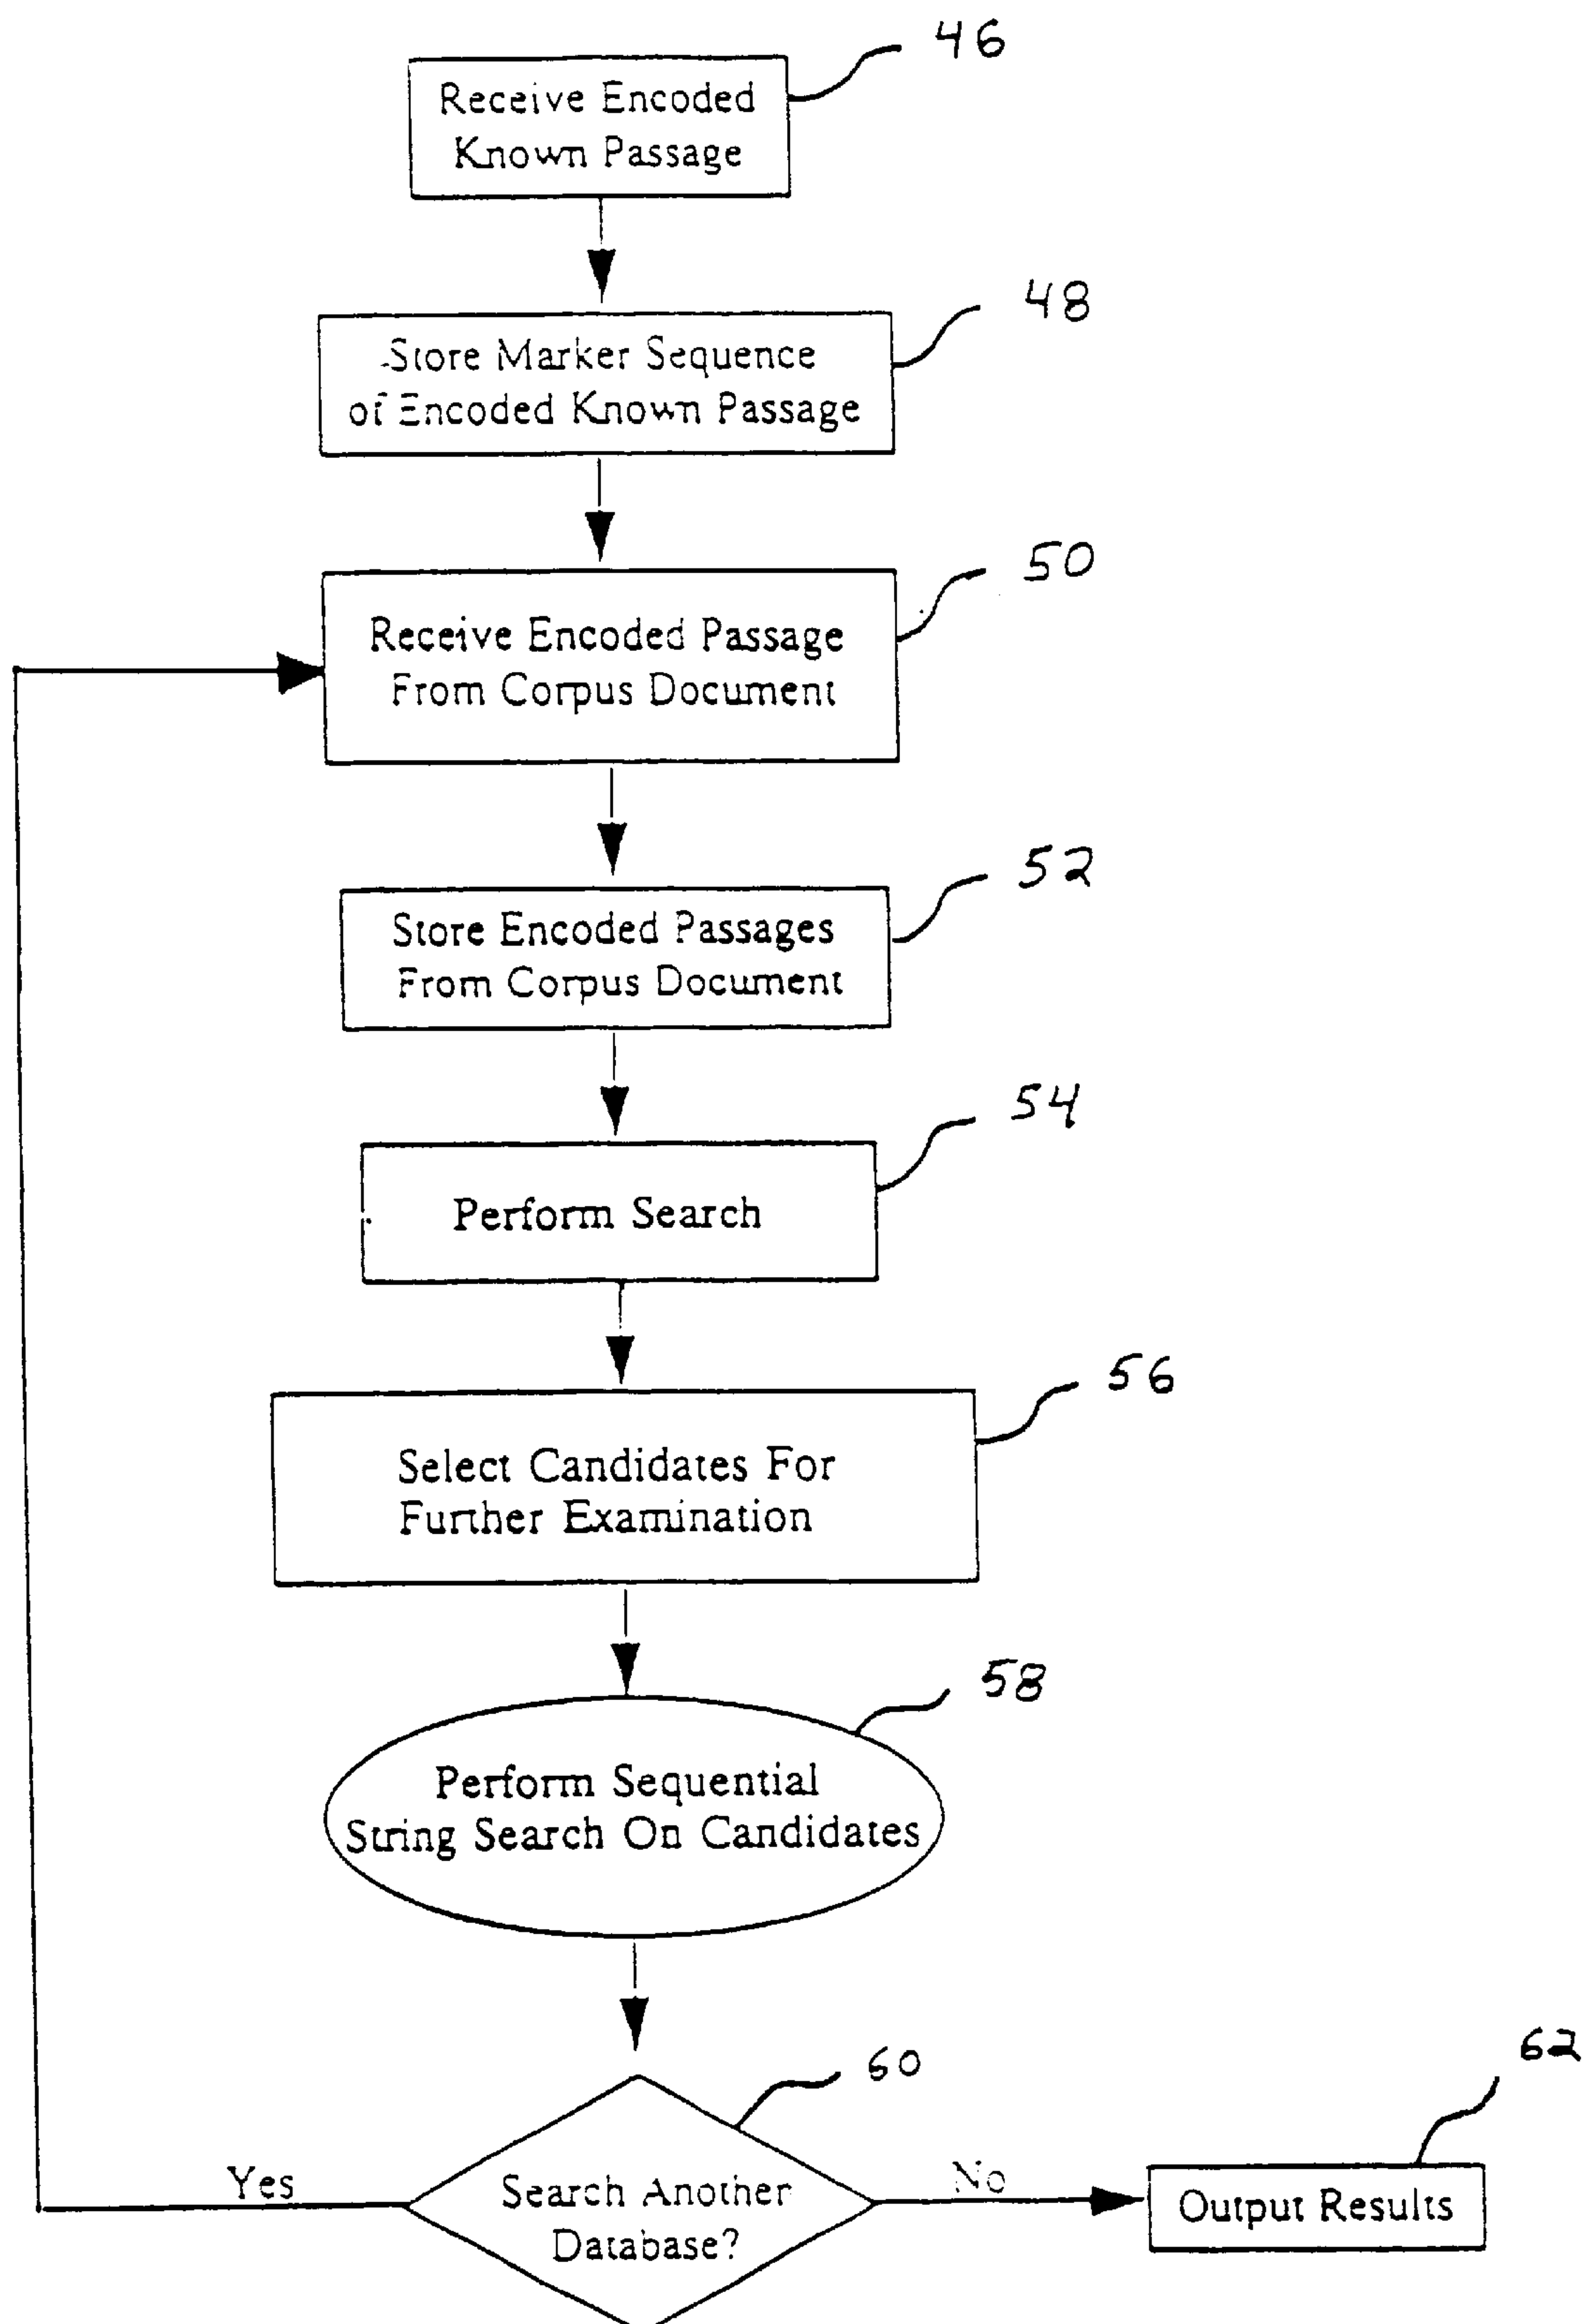 46
Receive Encoded
Known Passage
48
Store Marker Sequence
of Encoded Known Passage
50
Receive Encoded Passage
From Corpus Document
52
Store Encoded Passages
From Corpus Document
54
Perform Search
56
Select Candidates For
Further Examination
58
Perform Sequential
String Search On Candidates
60
62
Yes
Search Another
Database?
No
Output Results